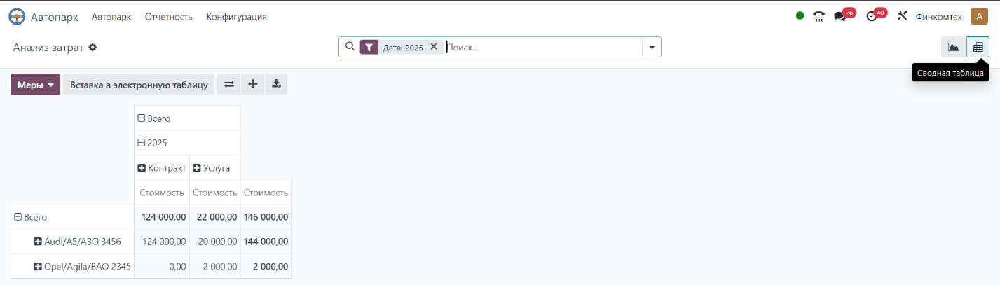 Автопарк Автопарк Отчетность Конфигурация 26 40 Финкомтех A
Анализ затрат Дата: 2025 Поиск...
Сводная таблица
Меры Вставка в электронную таблицу
Всего
2025
Контракт Услуга
Стоимость Стоимость Стоимость
Всего 124 000,00 22 000,00 146 000,00
Audi/A5/ABO 3456 124 000,00 20 000,00 144 000,00
Opel/Agila/BAO 2345 0,00 2 000,00 2 000,00